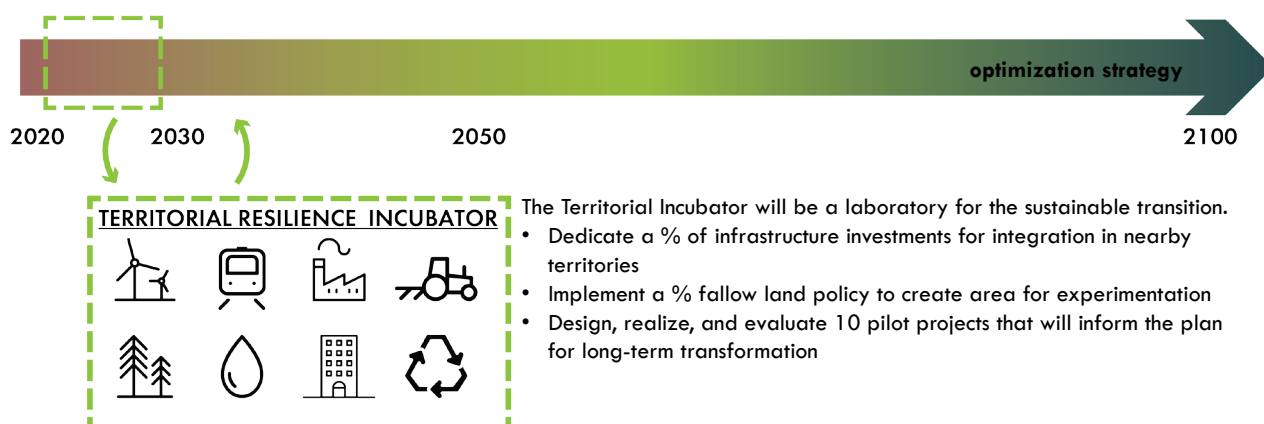 optimization strategy
2020 2030 2050 2100
TERRITORIAL RESILIENCE INCUBATOR
The Territorial Incubator will be a laboratory for the sustainable transition.
• Dedicate a % of infrastructure investments for integration in nearby
territories
• Implement a % fallow land policy to create area for experimentation
• Design, realize, and evaluate 10 pilot projects that will inform the plan
for long-term transformation